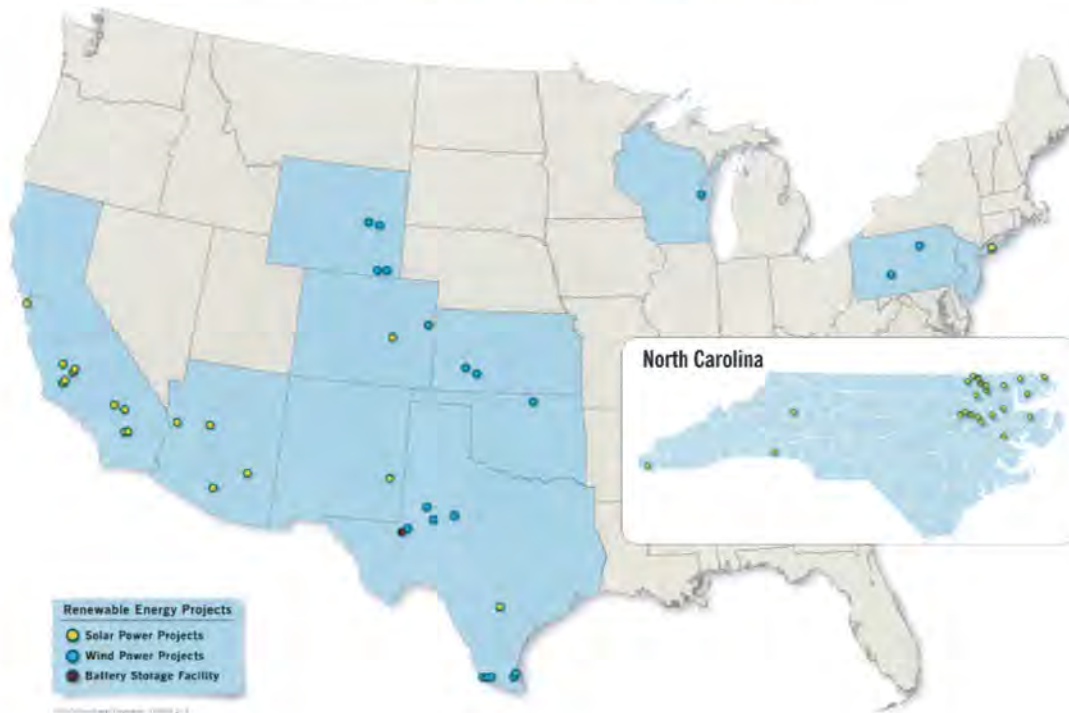 North Carolina
Renewable Energy Projects
Solar Power Projects
Wind Power Projects
Battery Storage Facility